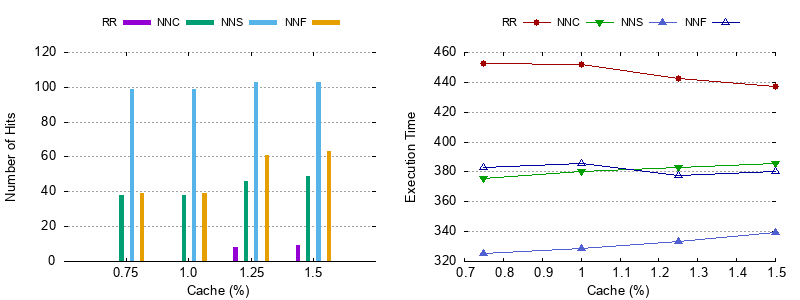 RR NNC NNS NNF
120
100
80
60
40
20
0
Number of Hits
0.75 1.0 1.25 1.5
Cache (%)
RR NNC NNS NNF
460
440
420
400
380
360
340
320
Execution Time
0.7 0.8 0.9 1 1.1 1.2 1.3 1.4 1.5
Cache (%)